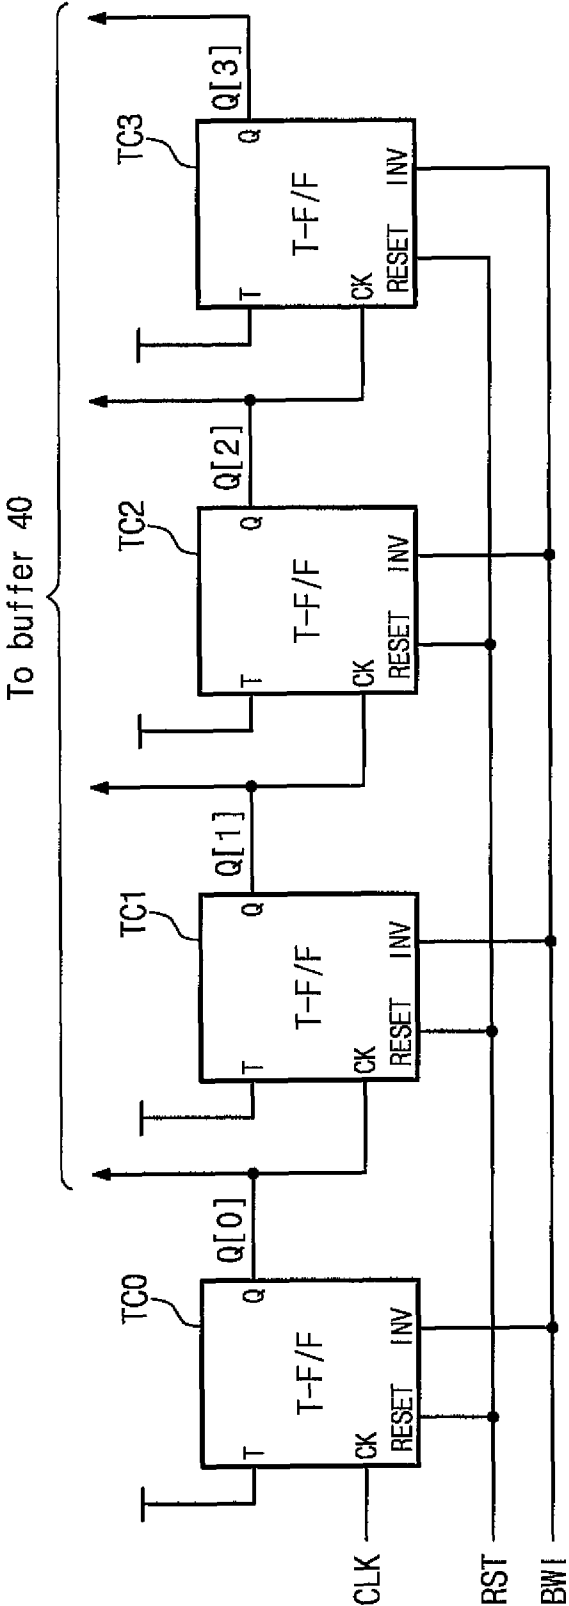 To buffer 40
TC0
TC1
TC2
TC3
Q[0]
Q[1]
Q[2]
Q[3]
T
Q
T-F/F
CK
RESET
INV
T
Q
T-F/F
CK
RESET
INV
T
Q
T-F/F
CK
RESET
INV
T
Q
T-F/F
CK
RESET
INV
CLK
RST
BWI